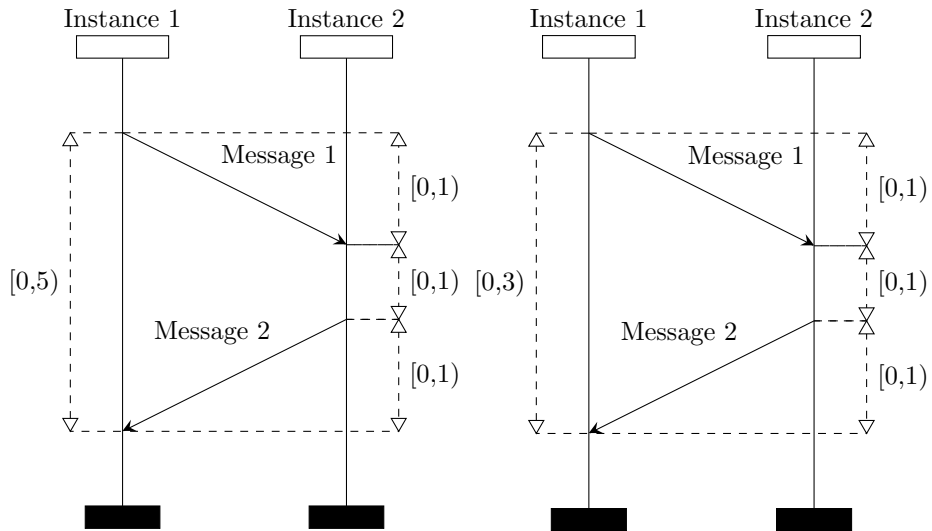 Instance 1
Instance 2
Message 1
[0,1)
[0,5)
[0,1)
Message 2
[0,1)
Instance 1
Instance 2
Message 1
[0,1)
[0,3)
[0,1)
Message 2
[0,1)